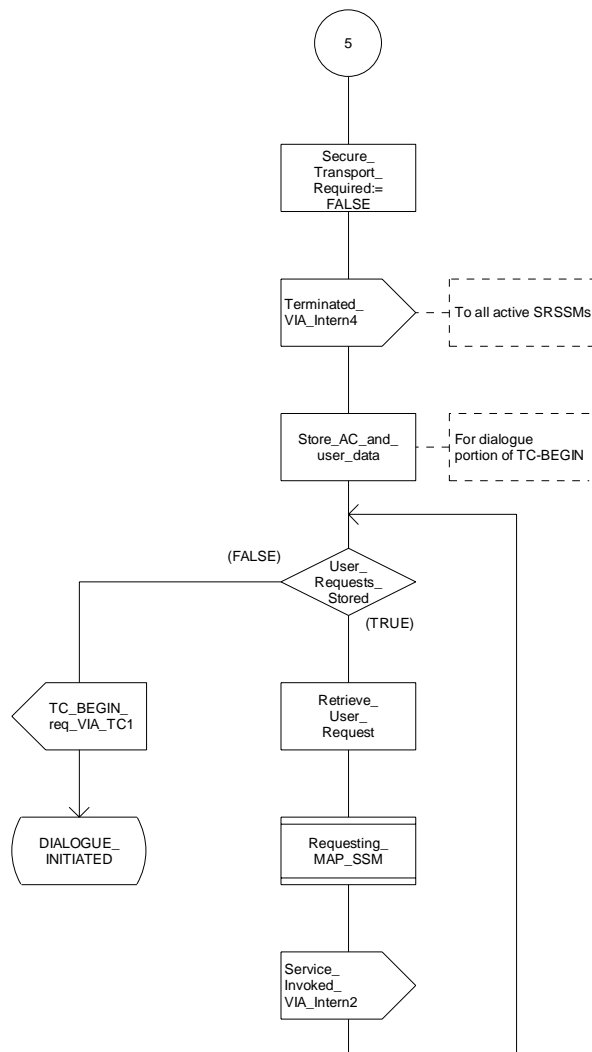 5
Secure_
Transport_
Required:=
FALSE
Terminated_
VIA_Intern4
To all active SRSSMs
Store_AC_and_
user_data
For dialogue
portion of TC-BEGIN
(FALSE)
User_
Requests_
Stored
(TRUE)
TC_BEGIN_
req_VIA_TC1
Retrieve_
User_
Request
DIALOGUE_
INITIATED
Requesting_
MAP_SSM
Service_
Invoked_
VIA_Intern2